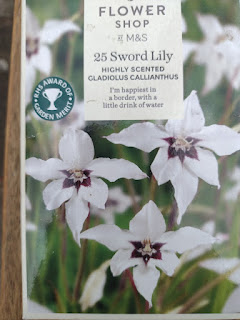 FLOWER
SHOP
at M&S
25 Sword Lily
HIGHLY SCENTED
GLADIOLUS CALLIANTHUS
I'm happiest in
a border, with a
little drink of water
RHS AWARD OF
GARDEN MERIT